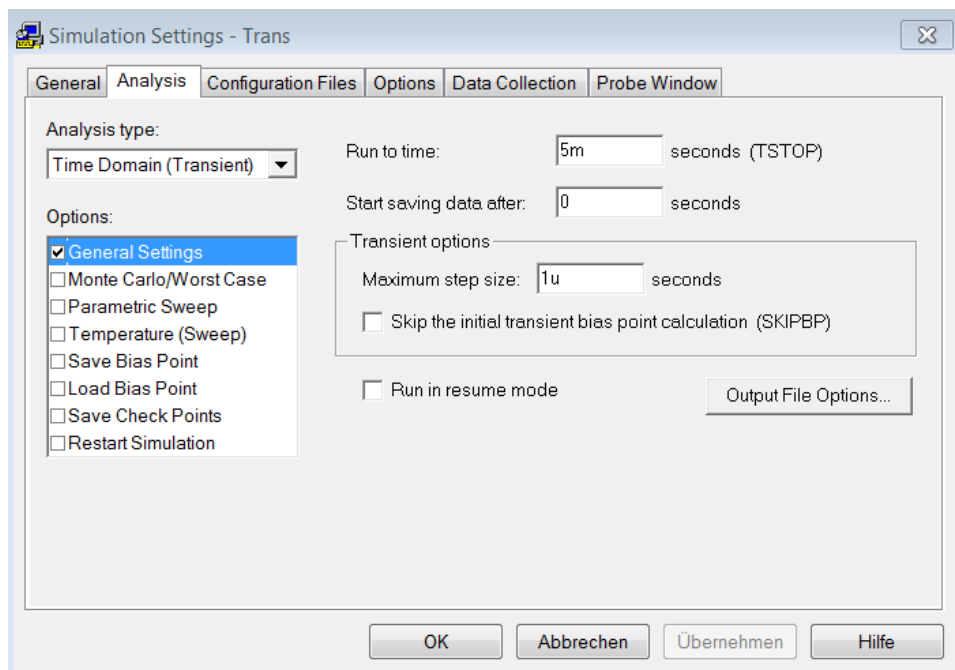 Simulation Settings - Trans
General Analysis Configuration Files Options Data Collection Probe Window
Analysis type:
Time Domain (Transient)
Options:
General Settings
Monte Carlo/Worst Case
Parametric Sweep
Temperature (Sweep)
Save Bias Point
Load Bias Point
Save Check Points
Restart Simulation
Run to time: 5m seconds (TSTOP)
Start saving data after: 0 seconds
Transient options
Maximum step size: 1u seconds
Skip the initial transient bias point calculation (SKIPBP)
Run in resume mode
Output File Options...
OK Abbrechen Übernehmen Hilfe